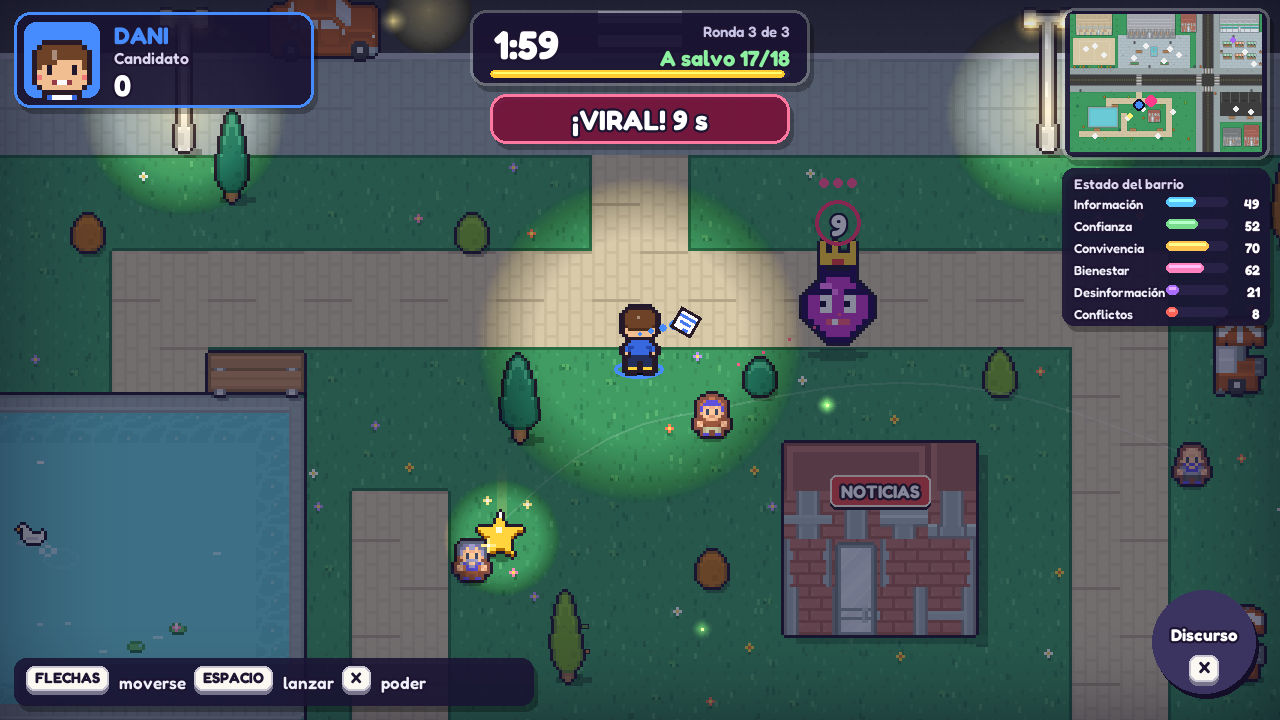 DANI
Candidato
0
1:59
Ronda 3 de 3
A salvo 17/18
¡VIRAL! 9 s
9
Estado del barrio
Información 49
Confianza 52
Convivencia 70
Bienestar 62
Desinformación 21
Conflictos 8
NOTICIAS
Discurso
X
FLECHAS moverse ESPACIO lanzar X poder